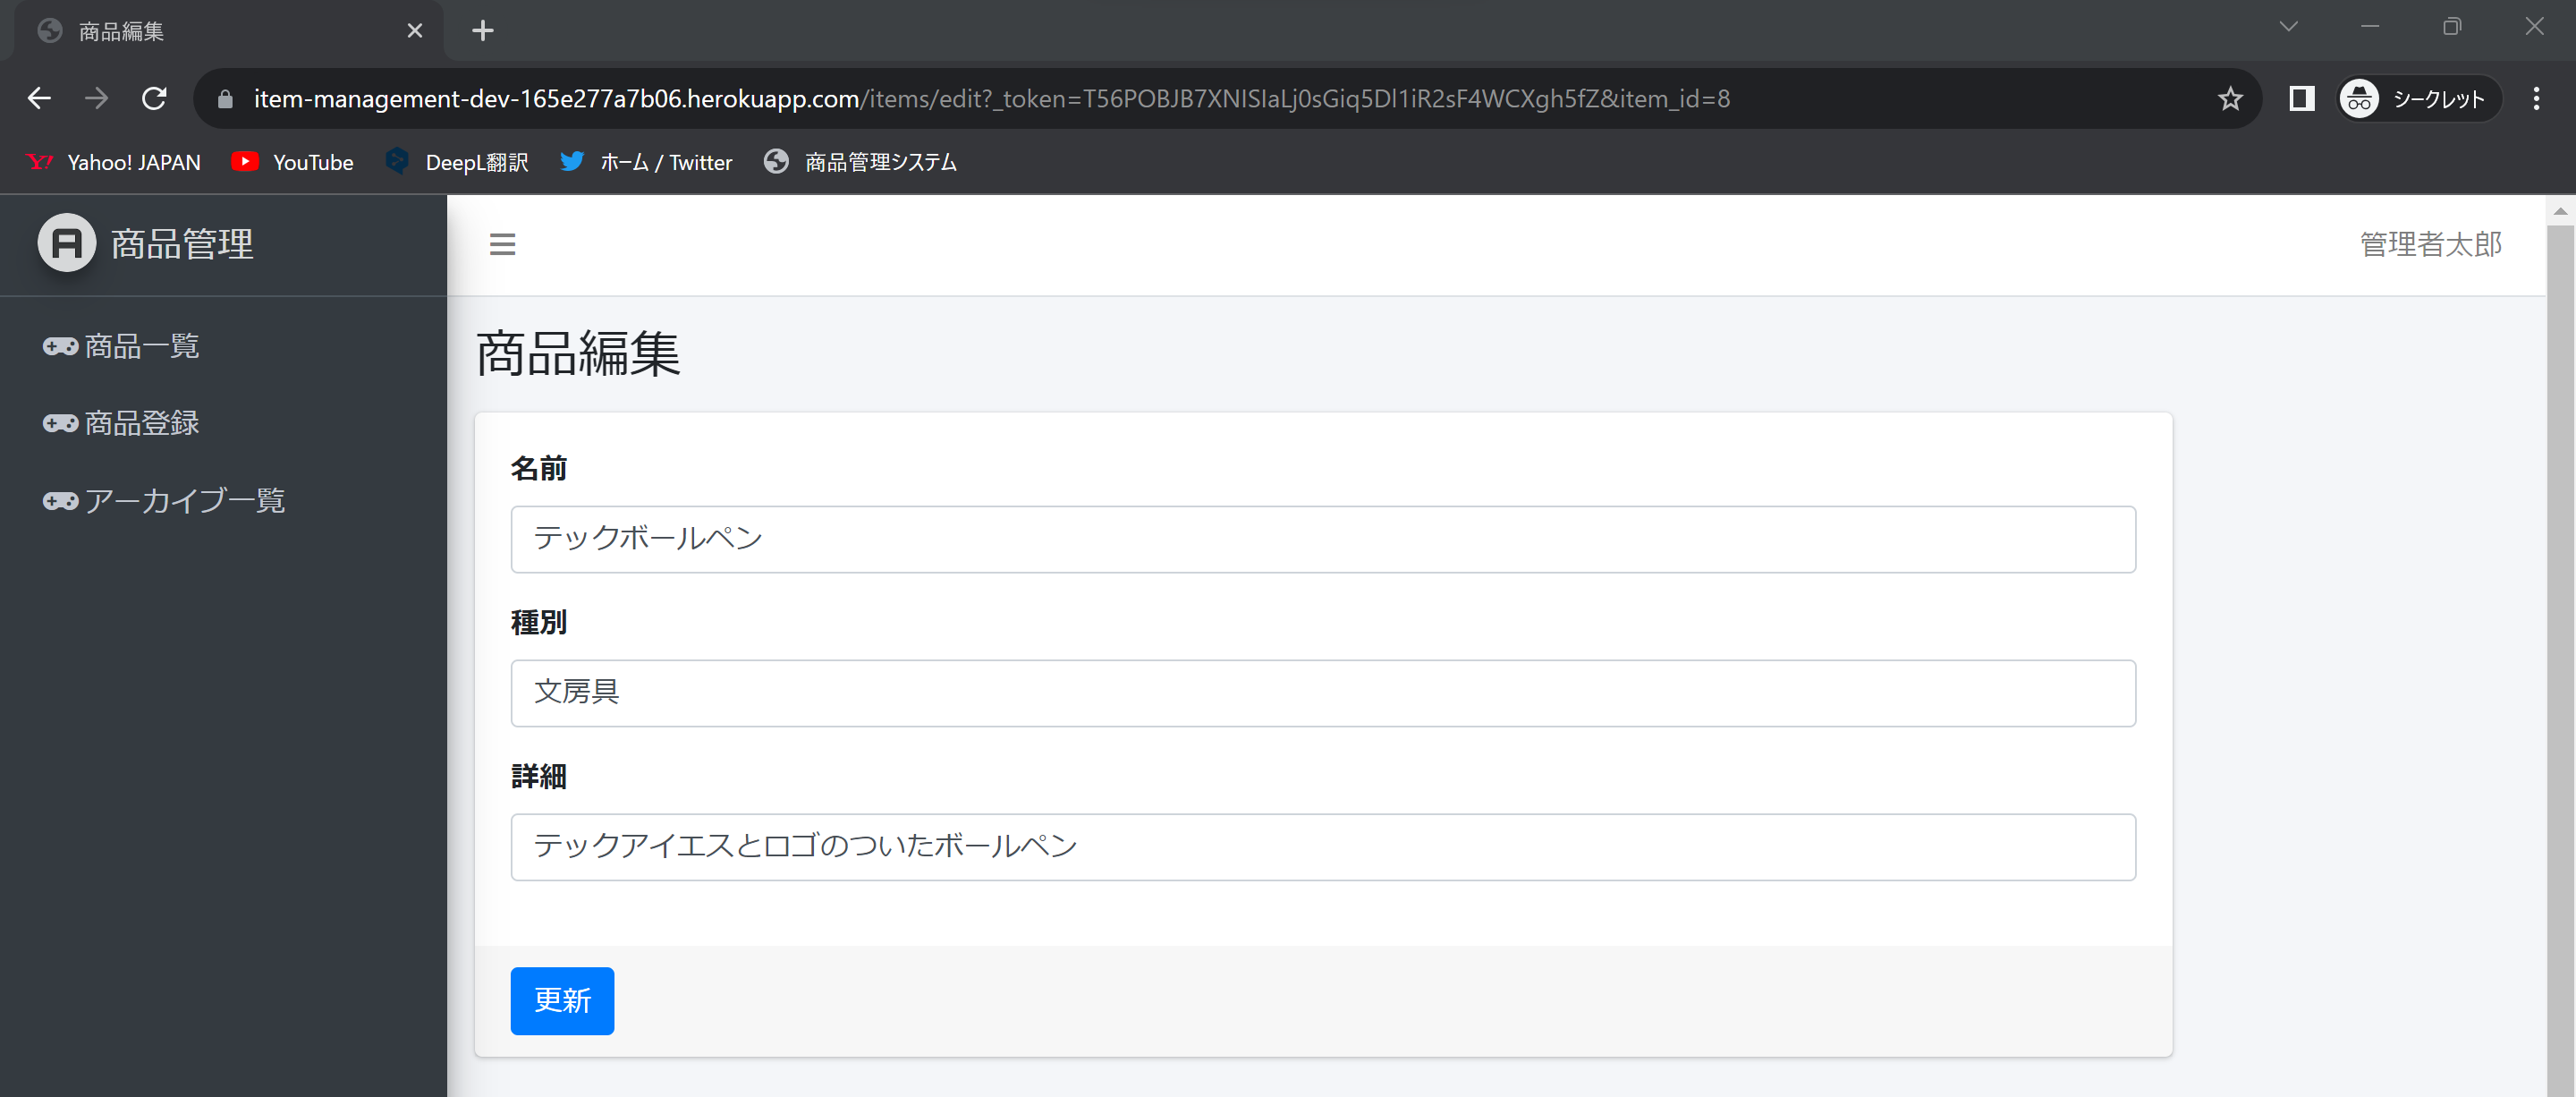 商品編集
item-management-dev-165e277a7b06.herokuapp.com/items/edit?_token=T56POBJB7XNISIaLj0sGiq5Dl1iR2sF4WCXgh5fZ&item_id=8
シークレット
Yahoo! JAPAN YouTube DeepL翻訳 ホーム / Twitter 商品管理システム
商品管理
管理者太郎
商品一覧
商品登録
アーカイブ一覧
商品編集
名前
テックボールペン
種別
文房具
詳細
テックアイエスとロゴのついたボールペン
更新